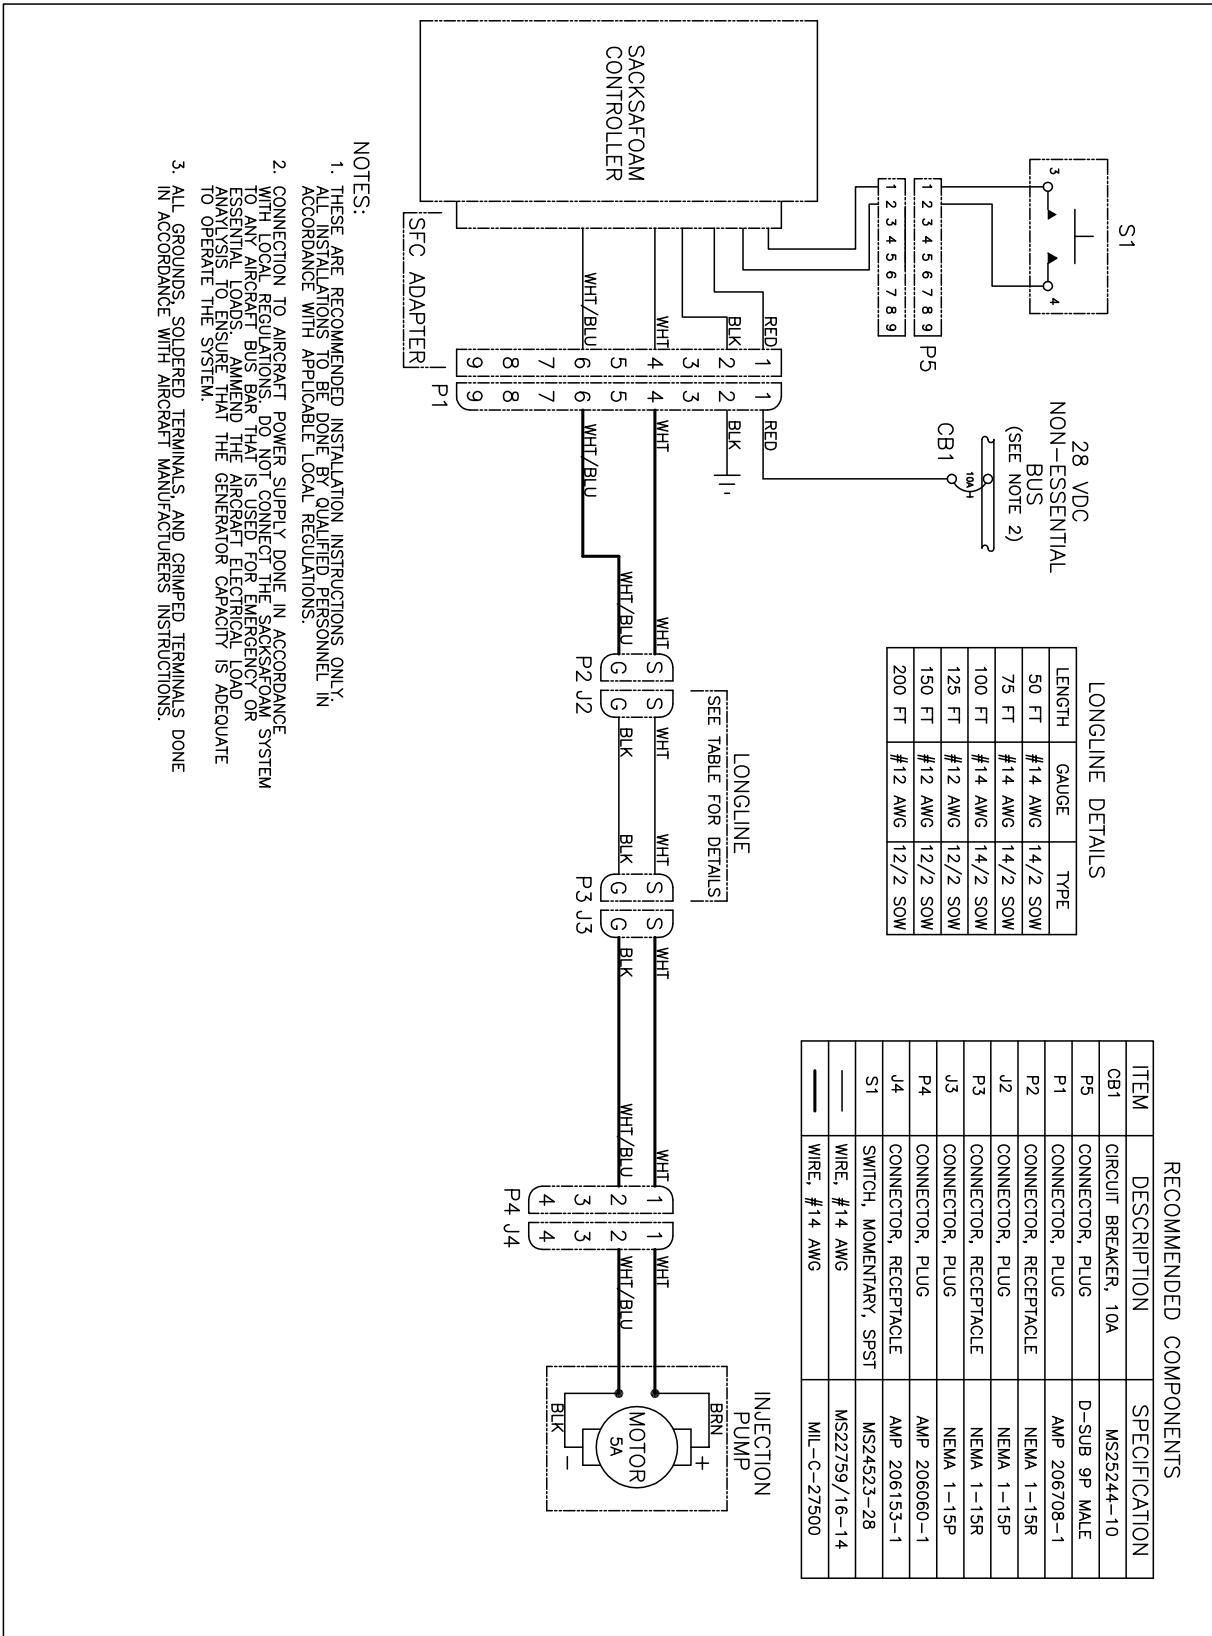 SACKSAFOAM
CONTROLLER
SFC ADAPTER
S1
3
4
1 2 3 4 5 6 7 8 9
1 2 3 4 5 6 7 8 9
P5
28 VDC
NON-ESSENTIAL
BUS
(SEE NOTE 2)
CB1
10A
RED
BLK
WHT
WHT/BLU
1
2
3
4
5
6
7
8
9
1
2
3
4
5
6
7
8
9
P1
RED
BLK
WHT
WHT/BLU
WHT
WHT/BLU
S
G
S
G
P2 J2
WHT
BLK
LONGLINE
SEE TABLE FOR DETAILS
WHT
BLK
S
G
S
G
P3 J3
WHT
BLK
WHT
WHT/BLU
1
2
3
4
1
2
3
4
P4 J4
WHT
WHT/BLU
INJECTION
PUMP
BRN
+
MOTOR
5A
-
BLK
LONGLINE DETAILS
LENGTH GAUGE TYPE
50 FT #14 AWG 14/2 SOW
75 FT #14 AWG 14/2 SOW
100 FT #14 AWG 14/2 SOW
125 FT #12 AWG 12/2 SOW
150 FT #12 AWG 12/2 SOW
200 FT #12 AWG 12/2 SOW
RECOMMENDED COMPONENTS
ITEM DESCRIPTION SPECIFICATION
CB1 CIRCUIT BREAKER, 10A MS25244-10
P5 CONNECTOR, PLUG D-SUB 9P MALE
P1 CONNECTOR, PLUG AMP 206708-1
P2 CONNECTOR, RECEPTACLE NEMA 1-15R
J2 CONNECTOR, PLUG NEMA 1-15P
P3 CONNECTOR, RECEPTACLE NEMA 1-15R
J3 CONNECTOR, PLUG NEMA 1-15P
P4 CONNECTOR, PLUG AMP 206060-1
J4 CONNECTOR, RECEPTACLE AMP 206153-1
S1 SWITCH, MOMENTARY, SPST MS24523-28
WIRE, #14 AWG MS22759/16-14
WIRE, #14 AWG MIL-C-27500
NOTES:
1. THESE ARE RECOMMENDED INSTALLATION INSTRUCTIONS ONLY.
ALL INSTALLATIONS TO BE DONE BY QUALIFIED PERSONNEL IN
ACCORDANCE WITH APPLICABLE LOCAL REGULATIONS.
2. CONNECTION TO AIRCRAFT POWER SUPPLY DONE IN ACCORDANCE
WITH LOCAL REGULATIONS. DO NOT CONNECT THE SACKSAFOAM SYSTEM
TO ANY AIRCRAFT BUS BAR THAT IS USED FOR EMERGENCY OR
ESSENTIAL LOADS. AMMEND THE AIRCRAFT ELECTRICAL LOAD
ANAYLYSIS TO ENSURE THAT THE GENERATOR CAPACITY IS ADEQUATE
TO OPERATE THE SYSTEM.
3. ALL GROUNDS, SOLDERED TERMINALS, AND CRIMPED TERMINALS DONE
IN ACCORDANCE WITH AIRCRAFT MANUFACTURERS INSTRUCTIONS.